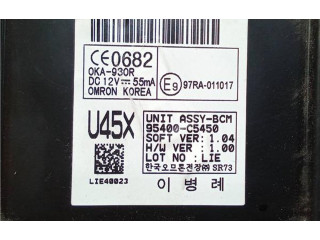 CE0682
OKA-930R
DC 12V⎓ 55mA
OMRON KOREA
E9 97RA-011017
U45X
UNIT ASSY-BCM
95400-C5450
SOFT VER: 1.04
H/W VER: 1.00
LOT NO: LIE
한국오므론전장㈜ SR73
LIE40023
이 병 례